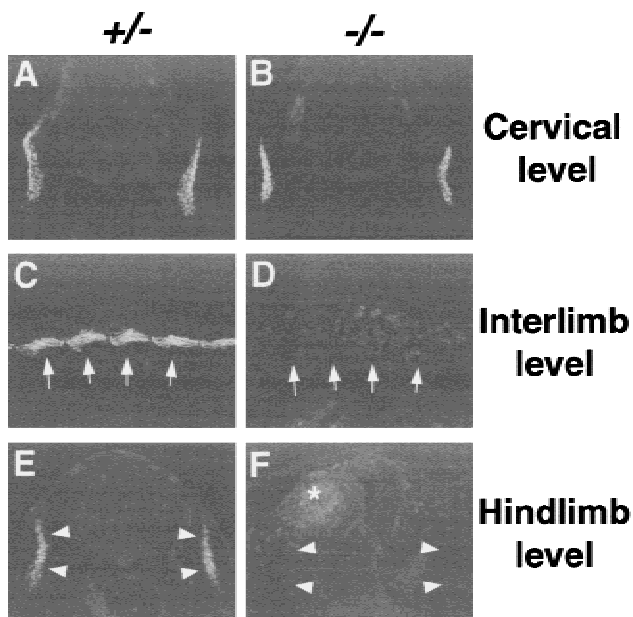 +/- -/-
A B Cervical
level
C D Interlimb
level
E F Hindlimb
*
level